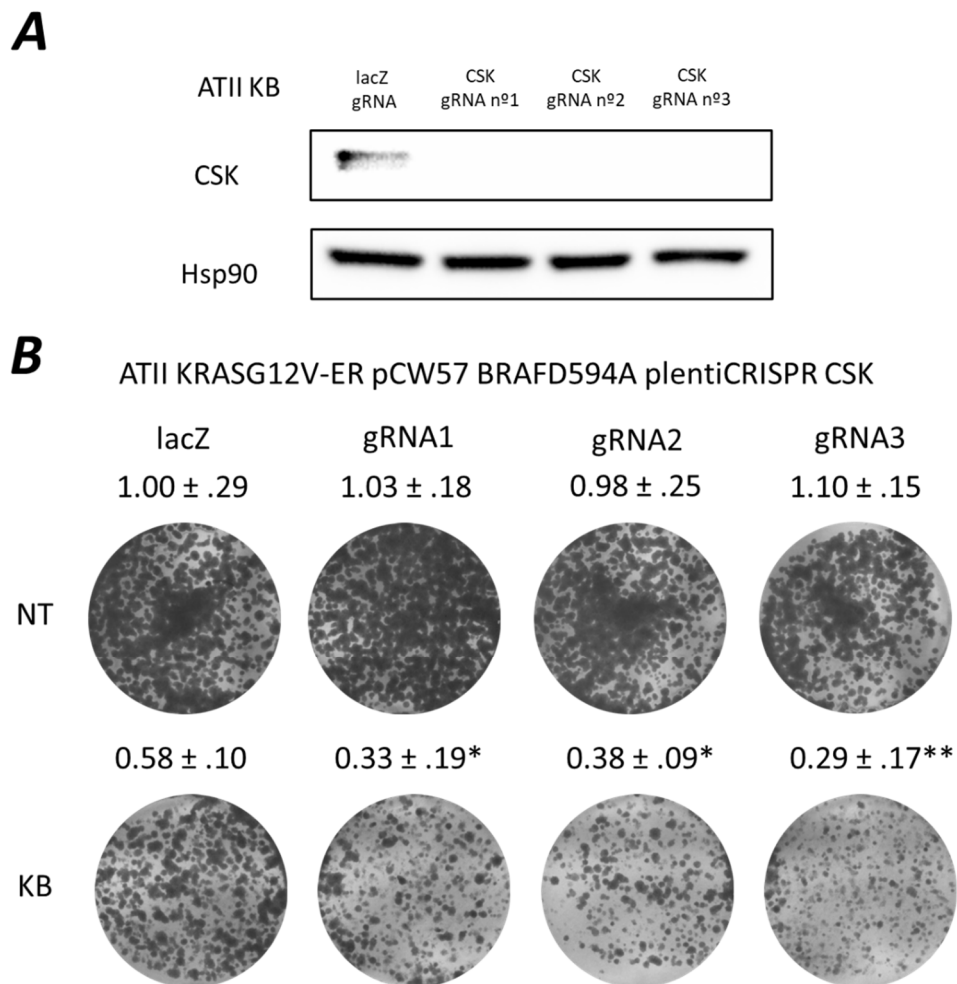 A
ATII KB
lacZ gRNA
CSK gRNA nº1
CSK gRNA nº2
CSK gRNA nº3
CSK
Hsp90
B
ATII KRASG12V-ER pCW57 BRAFD594A plentiCRISPR CSK
lacZ gRNA1 gRNA2 gRNA3
1.00 ± .29 1.03 ± .18 0.98 ± .25 1.10 ± .15
NT
0.58 ± .10 0.33 ± .19* 0.38 ± .09* 0.29 ± .17**
KB